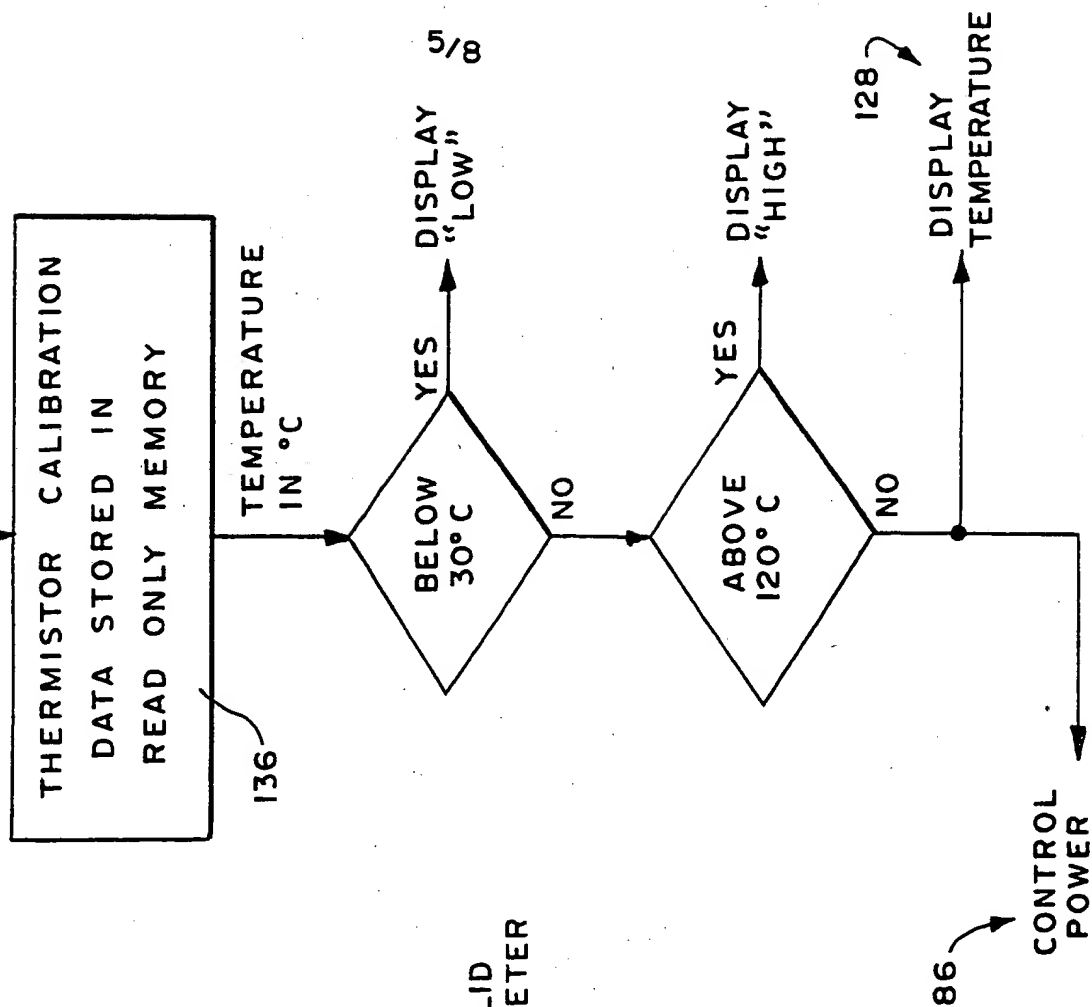 THERMISTOR CALIBRATION
DATA STORED IN
READ ONLY MEMORY
136
TEMPERATURE
IN °C
BELOW
30°C
YES
DISPLAY
"LOW"
5/8
NO
ABOVE
120°C
YES
DISPLAY
"HIGH"
NO
128
DISPLAY
TEMPERATURE
86
CONTROL
POWER